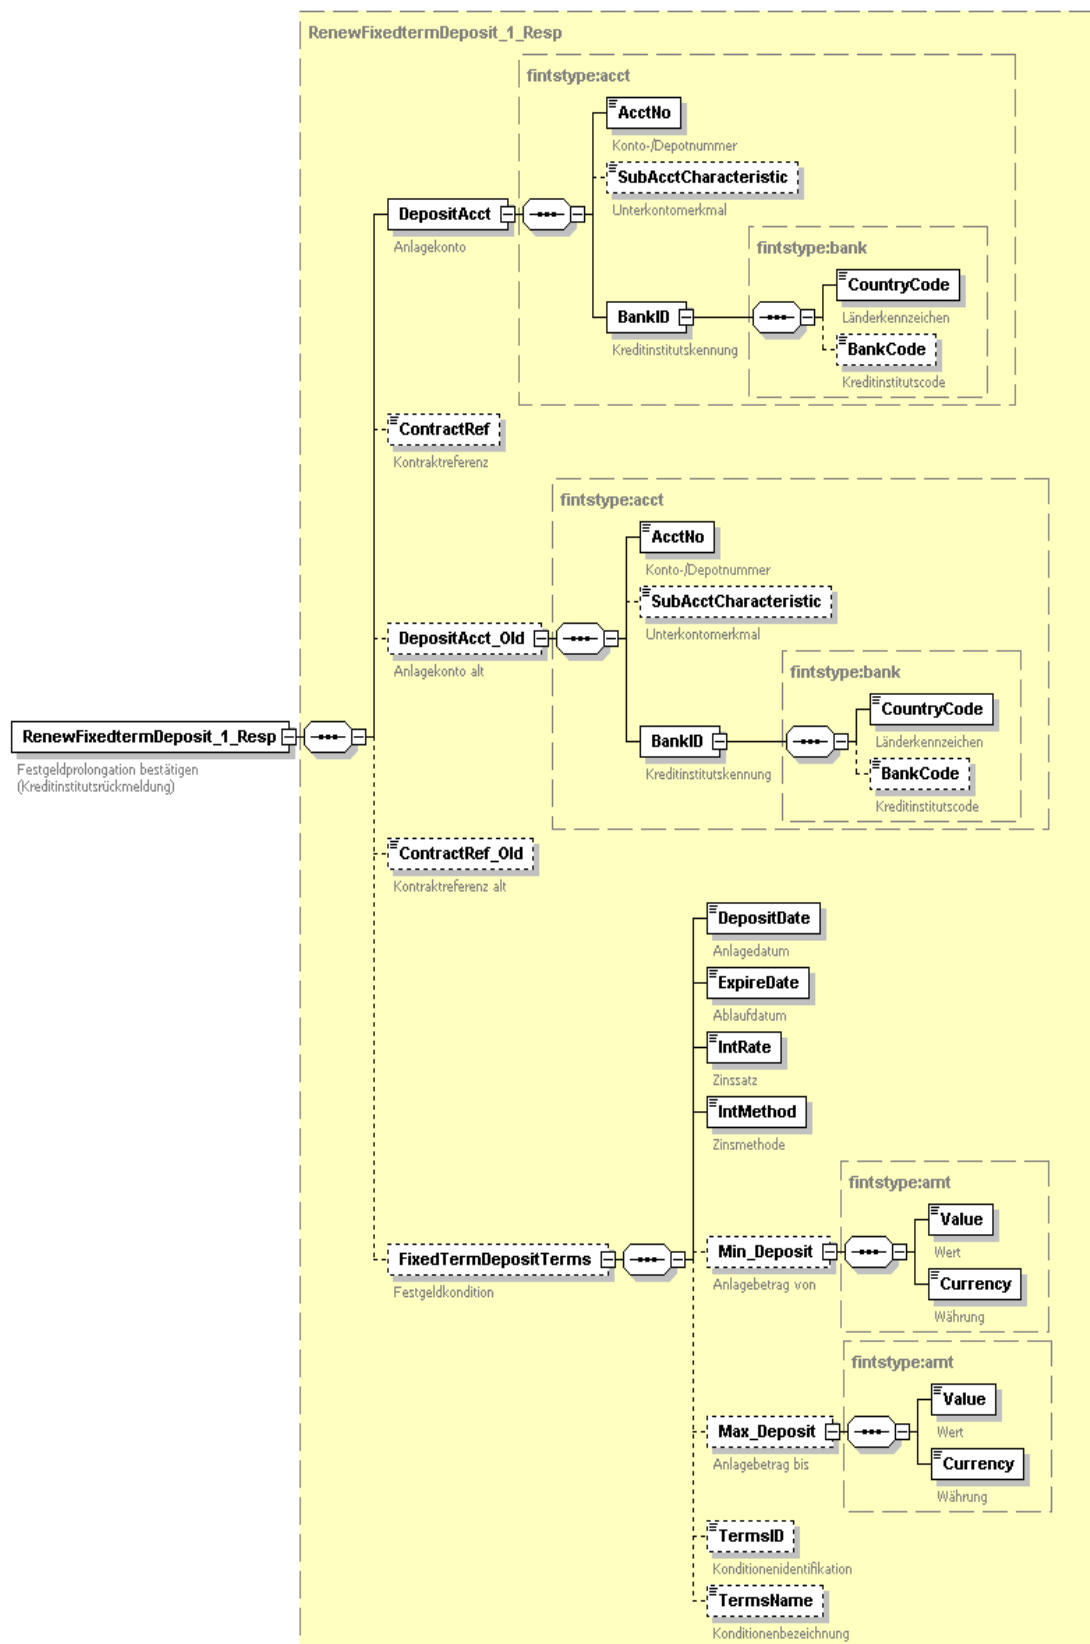 RenewFixedtermDeposit_1_Resp
fintstype:acct
AcctNo
Konto-/Depotnummer
SubAcctCharacteristic
Unterkontomerkmal
DepositAcct
Anlagekonto
fintstype:bank
CountryCode
Länderkennzeichen
BankID
Kreditinstitutskennung
BankCode
Kreditinstitutscode
ContractRef
Kontraktreferenz
fintstype:acct
AcctNo
Konto-/Depotnummer
SubAcctCharacteristic
Unterkontomerkmal
DepositAcct_Old
Anlagekonto alt
fintstype:bank
CountryCode
Länderkennzeichen
BankID
Kreditinstitutskennung
BankCode
Kreditinstitutscode
RenewFixedtermDeposit_1_Resp
Festgeldprolongation bestätigen
(Kreditinstitutsrückmeldung)
ContractRef_Old
Kontraktreferenz alt
DepositDate
Anlagedatum
ExpireDate
Ablaufdatum
IntRate
Zinssatz
IntMethod
Zinsmethode
fintstype:amt
Value
Wert
FixedTermDepositTerms
Festgeldkondition
Min_Deposit
Anlagebetrag von
Currency
Währung
fintstype:amt
Value
Wert
Max_Deposit
Anlagebetrag bis
Currency
Währung
TermsID
Konditionenidentifikation
TermsName
Konditionenbezeichnung